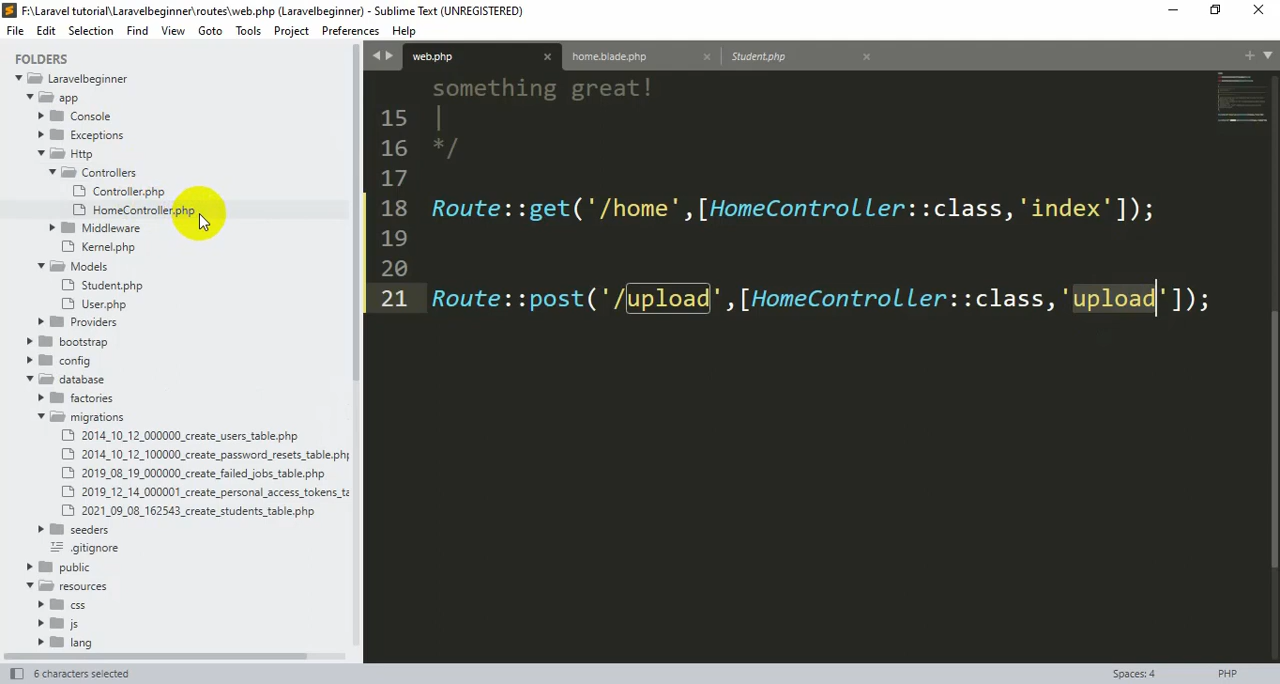 F:\Laravel tutorial\Laravelbeginner\routes\web.php (Laravelbeginner) - Sublime Text (UNREGISTERED)
File Edit Selection Find View Goto Tools Project Preferences Help
FOLDERS
Laravelbeginner
app
Console
Exceptions
Http
Controllers
Controller.php
HomeController.php
Middleware
Kernel.php
Models
Student.php
User.php
Providers
bootstrap
config
database
factories
migrations
2014_10_12_000000_create_users_table.php
2014_10_12_100000_create_password_resets_table.php
2019_08_19_000000_create_failed_jobs_table.php
2019_12_14_000001_create_personal_access_tokens_ta
2021_09_08_162543_create_students_table.php
seeders
.gitignore
public
resources
css
js
lang
web.php home.blade.php Student.php
something great!
15 |
16 */
17
18 Route::get('/home',[HomeController::class,'index']);
19
20
21 Route::post('/upload',[HomeController::class,'upload']);
6 characters selected Spaces: 4 PHP